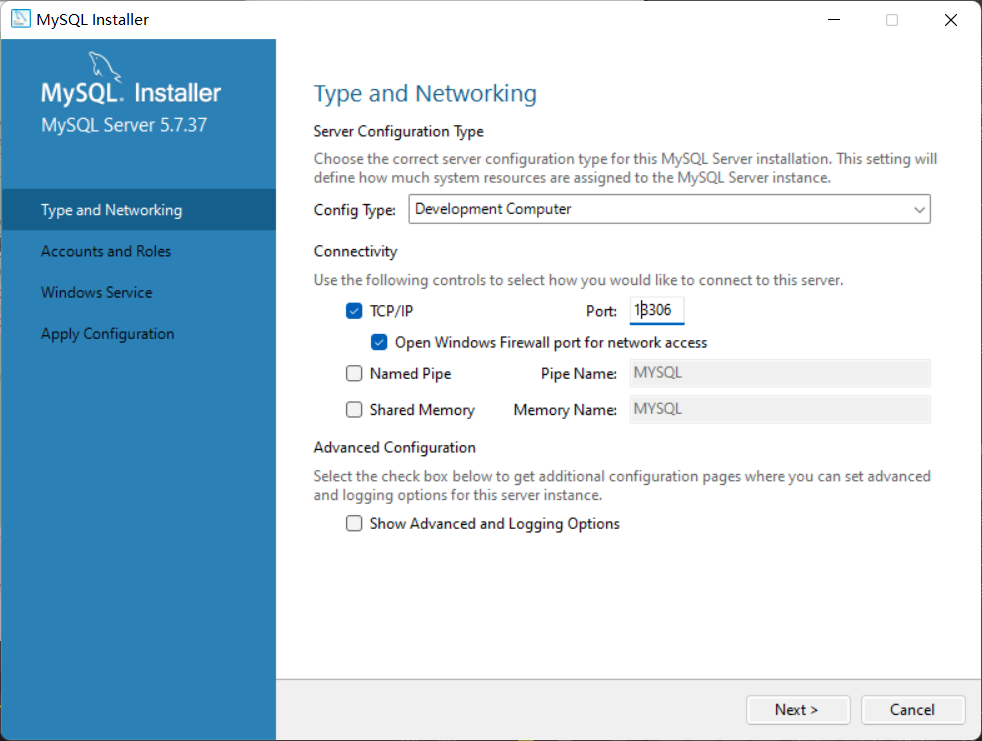 MySQL Installer
MySQL. Installer
MySQL Server 5.7.37
Type and Networking
Accounts and Roles
Windows Service
Apply Configuration
Type and Networking
Server Configuration Type
Choose the correct server configuration type for this MySQL Server installation. This setting will
define how much system resources are assigned to the MySQL Server instance.
Config Type: Development Computer
Connectivity
Use the following controls to select how you would like to connect to this server.
TCP/IP Port: 13306
Open Windows Firewall port for network access
Named Pipe Pipe Name: MYSQL
Shared Memory Memory Name: MYSQL
Advanced Configuration
Select the check box below to get additional configuration pages where you can set advanced
and logging options for this server instance.
Show Advanced and Logging Options
Next > Cancel